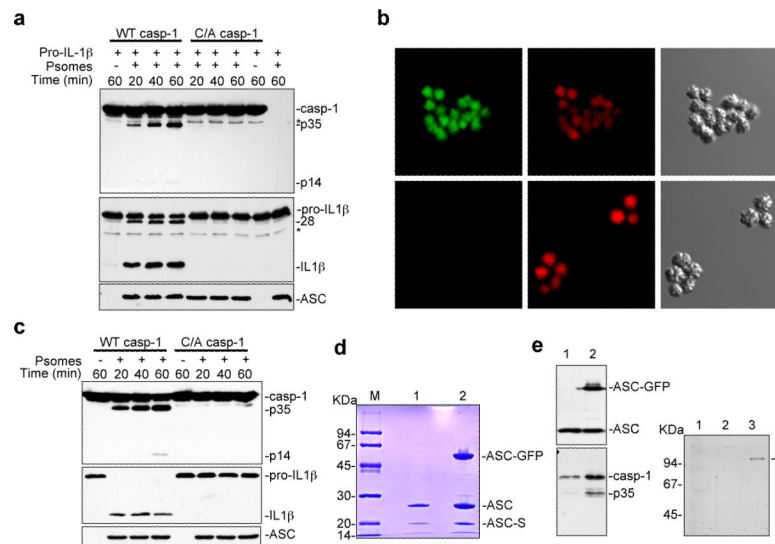 a
WT casp-1 C/A casp-1
Pro-IL-1β + + + + + + + + +
Psomes - + + + + + + - +
Time (min) 60 20 40 60 20 40 60 60 60
-casp-1
*
-p35
-p14
-pro-IL1β
-28
*
-IL1β
-ASC
b
c
WT casp-1 C/A casp-1
Psomes - + + + - + + +
Time (min) 60 20 40 60 60 20 40 60
-casp-1
-p35
-p14
-pro-IL1β
-IL1β
-ASC
d
KDa M 1 2
94-
67-
45-
30-
20-
14-
-ASC-GFP
-ASC
-ASC-S
e
1 2
-ASC-GFP
-ASC
-casp-1
-p35
KDa 1 2 3
94-
67-
45-
-